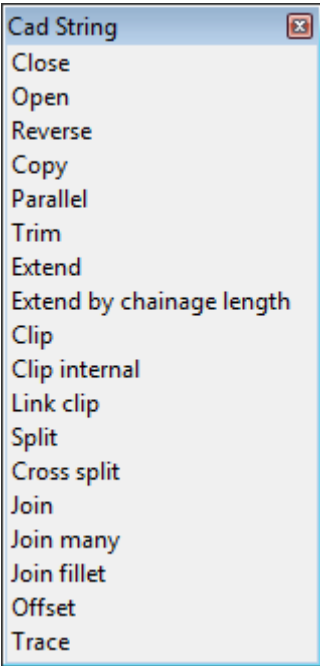 Cad String
Close
Open
Reverse
Copy
Parallel
Trim
Extend
Extend by chainage length
Clip
Clip internal
Link clip
Split
Cross split
Join
Join many
Join fillet
Offset
Trace